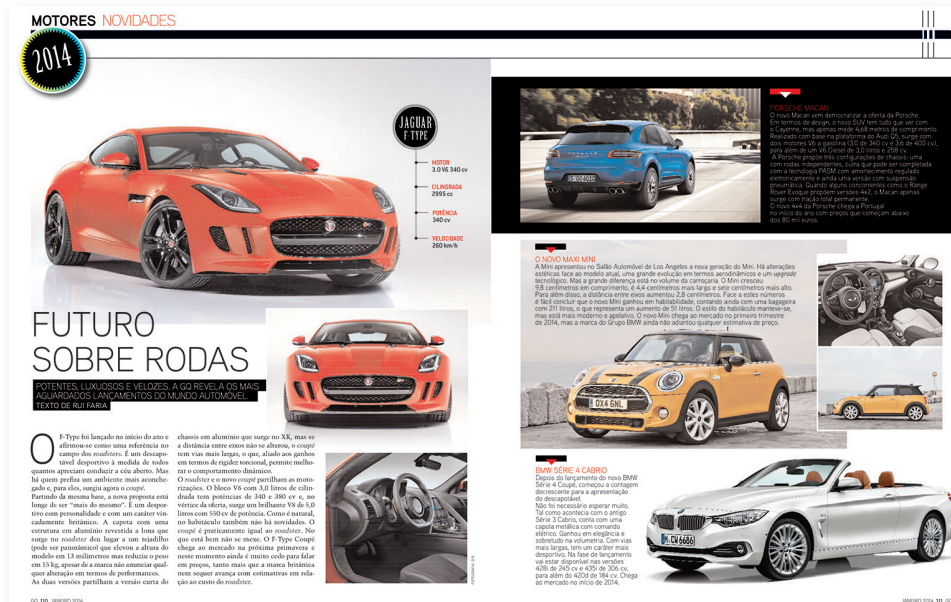 MOTORES NOVIDADES
2014
JAGUAR
F-TYPE
MOTOR
3.0 V6 340 cv
CILINDRADA
2995 cc
POTÊNCIA
340 cv
VELOCIDADE
260 km/h
FUTURO
SOBRE RODAS
POTENTES, LUXUOSOS E VELOZES. A GQ REVELA OS MAIS
AGUARDADOS LANÇAMENTOS DO MUNDO AUTOMÓVEL.
TEXTO DE RUI FARIA
O F-Type foi lançado no início do ano e
afirmou-se como uma referência no
campo dos roadsters. É um descapo-
tável desportivo à medida de todos
quantos apreciam conduzir a céu aberto. Mas
há quem prefira um ambiente mais aconche-
gado e, para eles, surgiu agora o coupé.
Partindo da mesma base, a nova proposta está
longe de ser "mais do mesmo". É um despor-
tivo com personalidade e com um caráter vin-
cadamente britânico. A capota com uma
estrutura em alumínio revestida a lona que
surge no roadster deu lugar a um tejadilho
(pode ser panorâmico) que elevou a altura do
modelo em 13 milímetros mas reduziu o peso
em 15 kg, apesar de a marca não anunciar qual-
quer alteração em termos de performances.
As duas versões partilham a versão curta do
chassis em alumínio que surge no XK, mas se
a distância entre eixos não se alterou, o coupé
tem vias mais largas, o que, aliado aos ganhos
em termos de rigidez torcional, permite melho-
rar o comportamento dinâmico.
O roadster e o novo coupé partilham as moto-
rizações. O bloco V6 com 3,0 litros de cilin-
drada tem potências de 340 e 380 cv e, no
vértice da oferta, surge um brilhante V8 de 5,0
litros com 550 cv de potência. Como é natural,
no habitáculo também não há novidades. O
coupé é praticamente igual ao roadster. No
que está bem não se mexe. O F-Type Coupé
chega ao mercado na próxima primavera e
neste momento ainda é muito cedo para falar
em preços, tanto mais que a marca britânica
nem sequer avança com estimativas em rela-
ção ao custo do roadster.
GQ 110 JANEIRO 2014
PORSCHE MACAN
O novo Macan vem democratizar a oferta da Porsche.
Em termos de design, o novo SUV tem tudo que ver com
o Cayenne, mas apenas mede 4,68 metros de comprimento.
Realizado com base na plataforma do Audi Q5, surge com
dois motores V6 a gasolina (3.0 de 340 cv e 3.6 de 400 cv),
para além de um V6 Diesel de 3,0 litros e 258 cv.
A Porsche propõe três configurações de chassis: uma
com rodas independentes, outra que pode ser completada
com a tecnologia PASM com amortecimento regulado
eletronicamente e ainda uma versão com suspensão
pneumática. Quando alguns concorrentes como o Range
Rover Evoque propõem versões 4x2, o Macan apenas
surge com tração total permanente.
O novo 4x4 da Porsche chega a Portugal
no início do ano com preços que começam abaixo
dos 80 mil euros.
S GO 4000
O NOVO MAXI MINI
A Mini apresentou no Salão Automóvel de Los Angeles a nova geração do Mini. Há alterações
estéticas face ao modelo atual, uma grande evolução em termos aerodinâmicos e um upgrade
tecnológico. Mas a grande diferença está no volume da carroçaria. O Mini cresceu
9,8 centímetros em comprimento, é 4,4 centímetros mais largo e sete centímetros mais alto.
Para além disso, a distância entre eixos aumentou 2,8 centímetros. Face a estes números
é fácil concluir que o novo Mini ganhou em habitabilidade, contando ainda com uma bagageira
com 211 litros, o que representa um aumento de 51 litros. O estilo do habitáculo manteve-se,
mas está mais moderno e apelativo. O novo Mini chega ao mercado no primeiro trimestre
de 2014, mas a marca do Grupo BMW ainda não adiantou qualquer estimativa de preço.
OX4 6NL
BMW SÉRIE 4 CABRIO
Depois do lançamento do novo BMW
Série 4 Coupé, começou a contagem
decrescente para a apresentação
do descapotável.
Não foi necessário esperar muito.
Tal como acontecia com o antigo
Série 3 Cabrio, conta com uma
capota metálica com comando
elétrico. Ganhou em elegância e
sobretudo na volumetria. Com vias
mais largas, tem um caráter mais
desportivo. Na fase de lançamento
vai estar disponível nas versões
428i de 245 cv e 435i de 306 cv,
para além do 420d de 184 cv. Chega
ao mercado no início de 2014.
M CW 6686
JANEIRO 2014 111 GQ